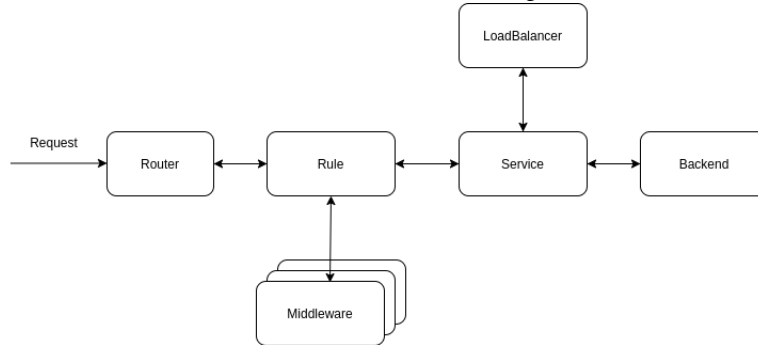 LoadBalancer
Request
Router
Rule
Service
Backend
Middleware